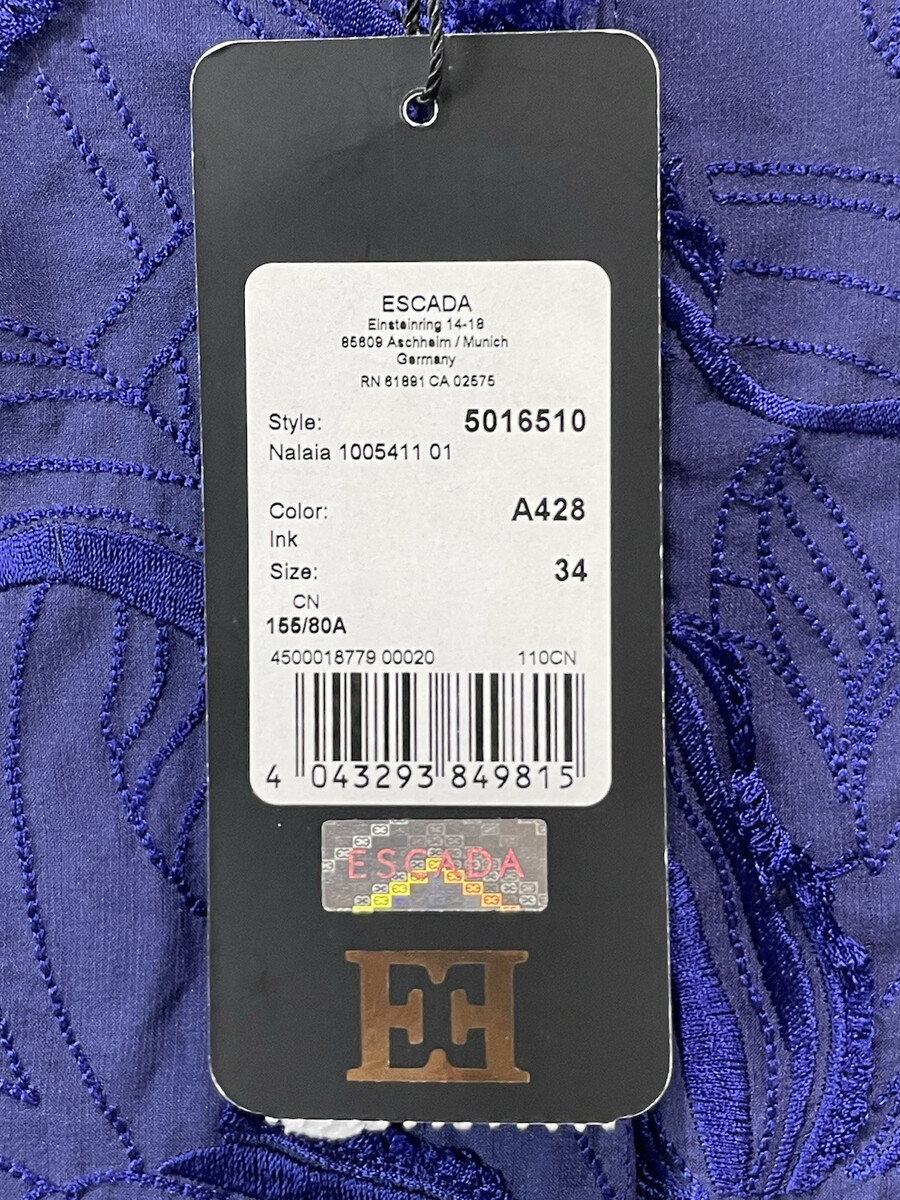 ESCADA
Einsteinring 14-18
85609 Aschheim / Munich
Germany
RN 61891 CA 02575
Style: 5016510
Nalaia 1005411 01
Color: A428
Ink
Size: 34
CN
155/80A
4500018779 00020 110CN
4 043293 849815
ESCADA